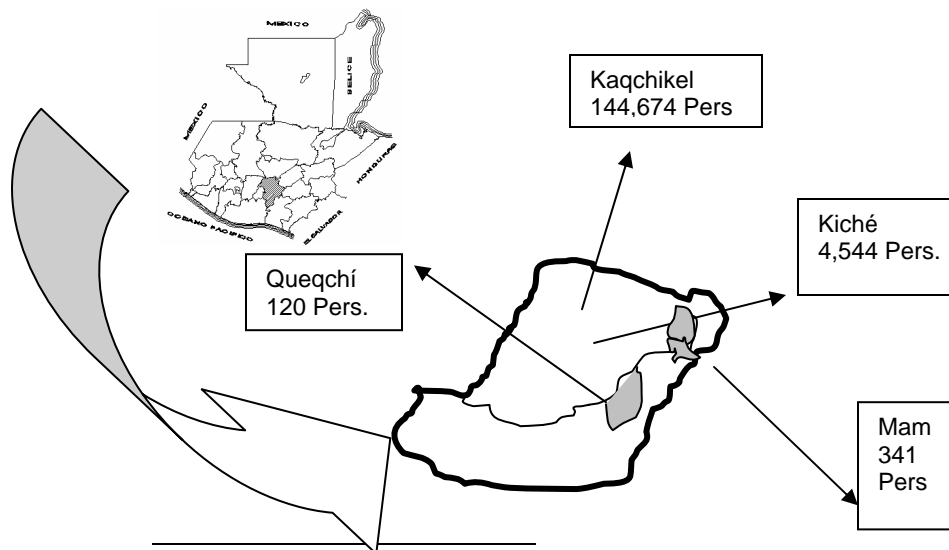 MEXICO
BELICE
MEXICO
HONDURAS
OCEANO PACIFICO
EL SALVADOR
Kaqchikel
144,674 Pers
Kiché
4,544 Pers.
Queqchí
120 Pers.
Mam
341
Pers